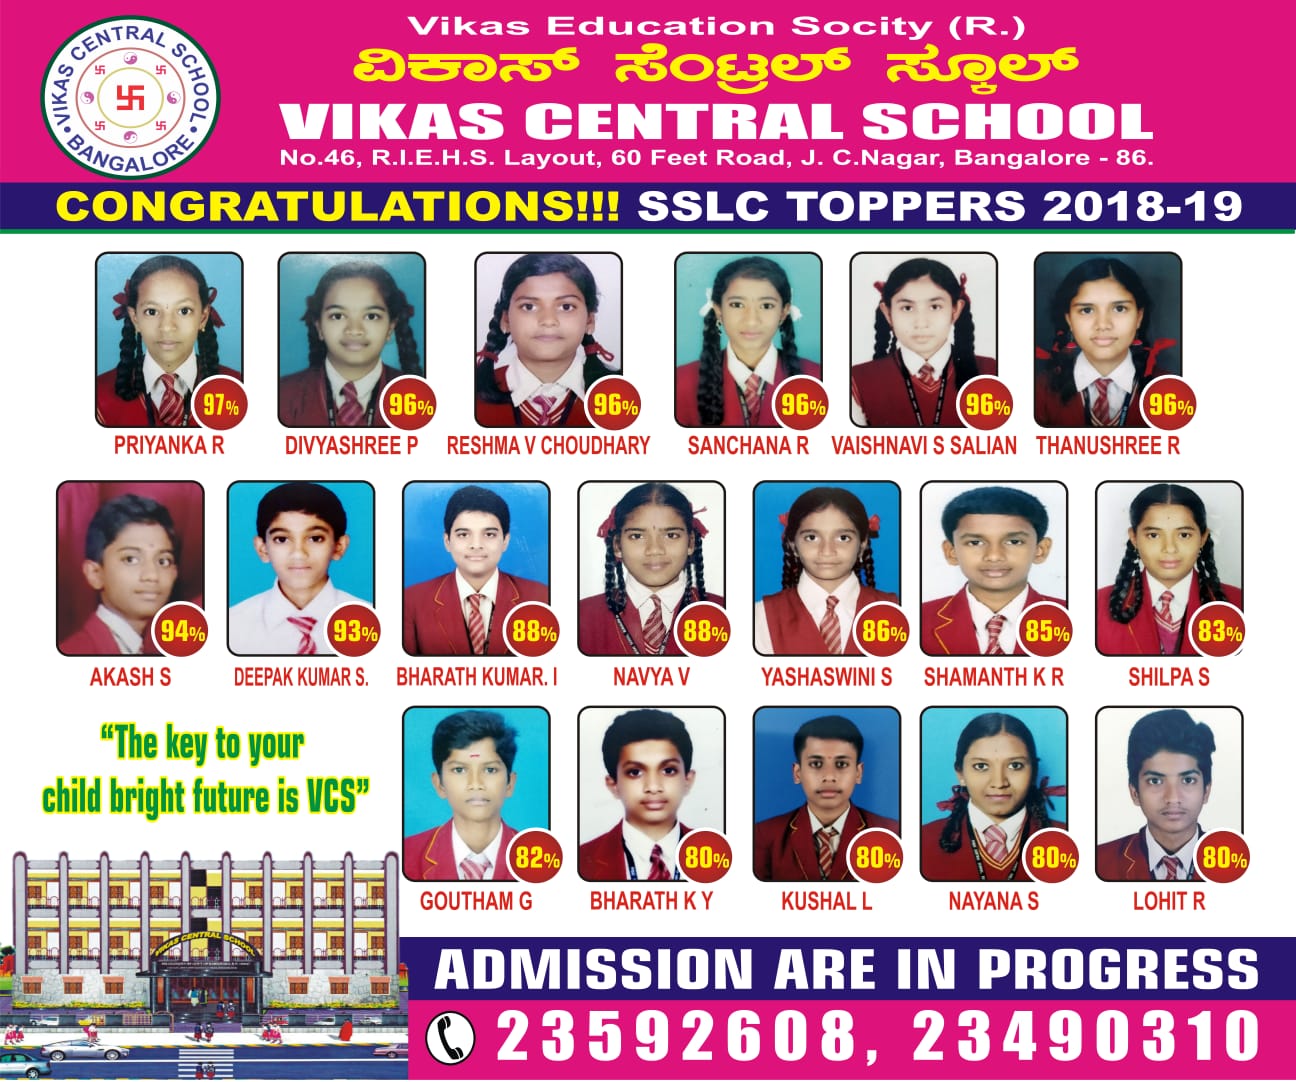 Vikas Education Socity (R.)
ವಿಕಾಸ್ ಸೆಂಟ್ರಲ್ ಸ್ಕೂಲ್
VIKAS CENTRAL SCHOOL
No.46, R.I.E.H.S. Layout, 60 Feet Road, J. C.Nagar, Bangalore - 86.
VIKAS CENTRAL SCHOOL
BANGALORE
CONGRATULATIONS!!! SSLC TOPPERS 2018-19
97% 96% 96% 96% 96% 96%
PRIYANKA R DIVYASHREE P RESHMA V CHOUDHARY SANCHANA R VAISHNAVI S SALIAN THANUSHREE R
94% 93% 88% 88% 86% 85% 83%
AKASH S DEEPAK KUMAR S. BHARATH KUMAR. I NAVYA V YASHASWINI S SHAMANTH K R SHILPA S
“The key to your
child bright future is VCS”
82% 80% 80% 80% 80%
GOUTHAM G BHARATH K Y KUSHAL L NAYANA S LOHIT R
VIKAS CENTRAL SCHOOL
ADMISSION ARE IN PROGRESS
23592608, 23490310